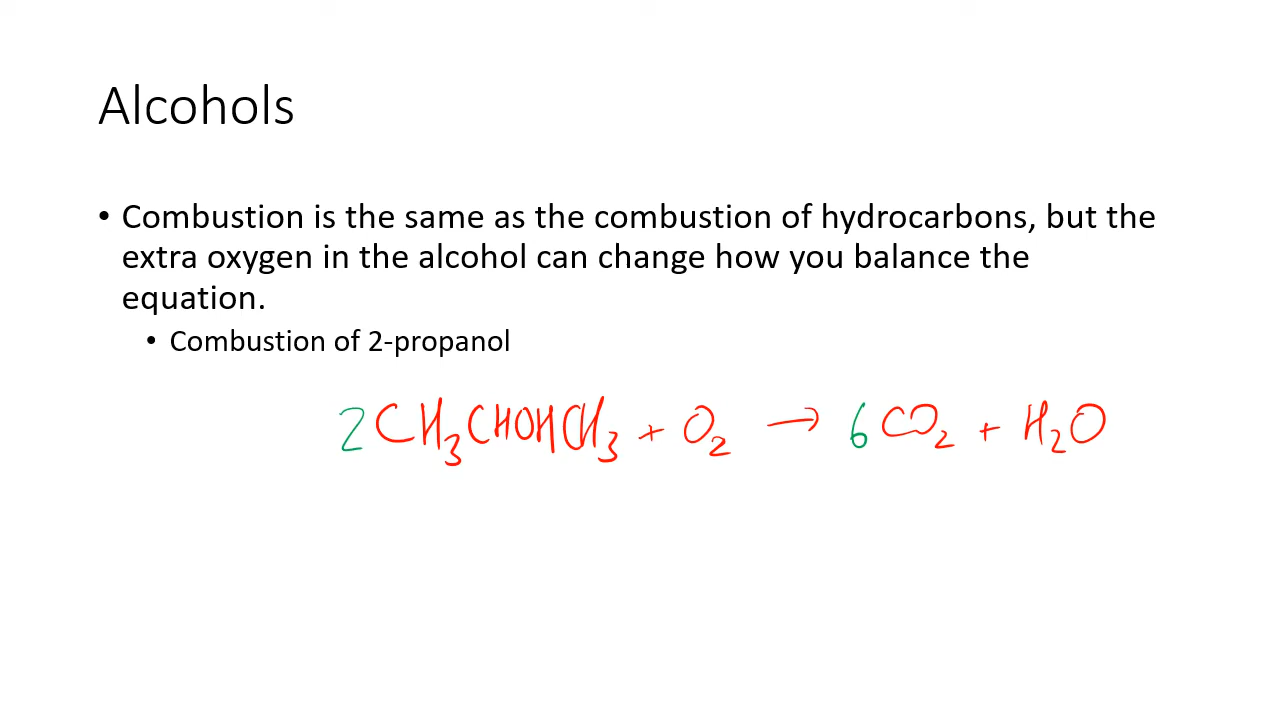 Alcohols
• Combustion is the same as the combustion of hydrocarbons, but the
extra oxygen in the alcohol can change how you balance the
equation.
• Combustion of 2-propanol
2CH₃CHOHCH₃ + O₂ → 6CO₂ + H₂O